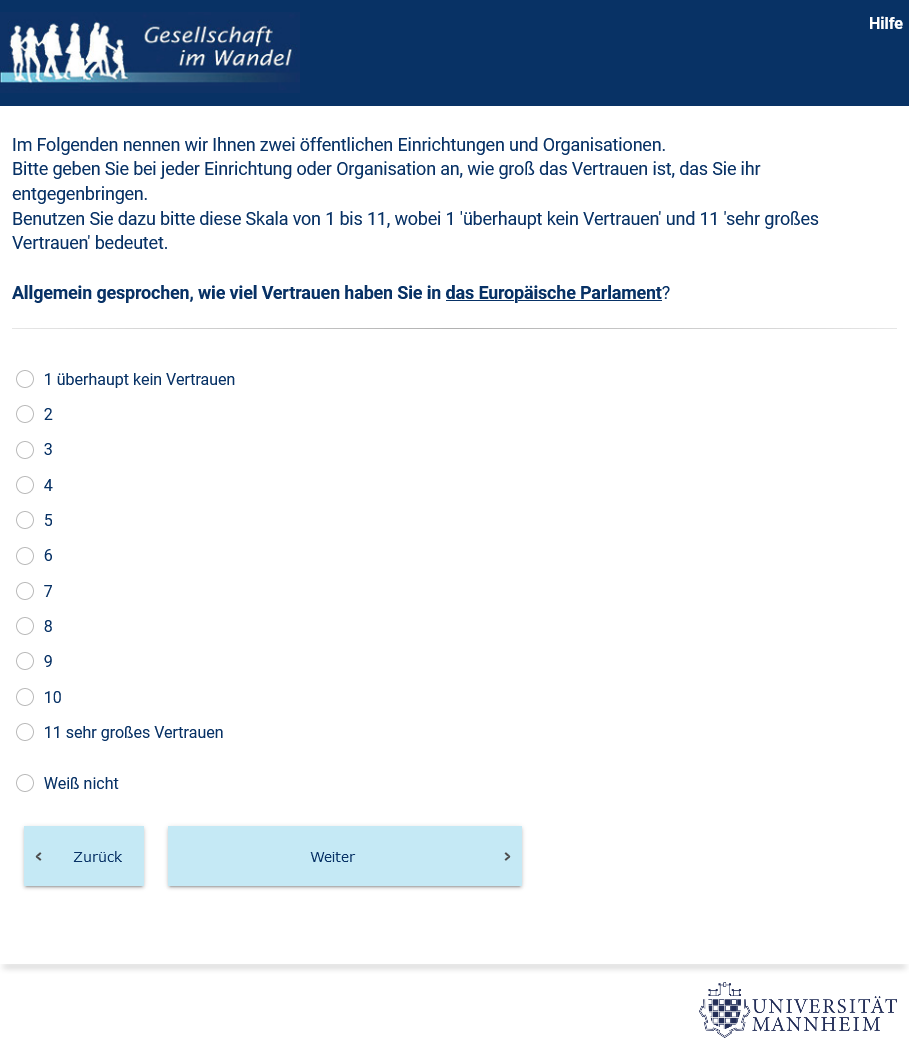 Gesellschaft
im Wandel
Hilfe
Im Folgenden nennen wir Ihnen zwei öffentlichen Einrichtungen und Organisationen.
Bitte geben Sie bei jeder Einrichtung oder Organisation an, wie groß das Vertrauen ist, das Sie ihr
entgegenbringen.
Benutzen Sie dazu bitte diese Skala von 1 bis 11, wobei 1 'überhaupt kein Vertrauen' und 11 'sehr großes
Vertrauen' bedeutet.
Allgemein gesprochen, wie viel Vertrauen haben Sie in das Europäische Parlament?
1 überhaupt kein Vertrauen
2
3
4
5
6
7
8
9
10
11 sehr großes Vertrauen
Weiß nicht
Zurück
Weiter
UNIVERSITÄT
MANNHEIM